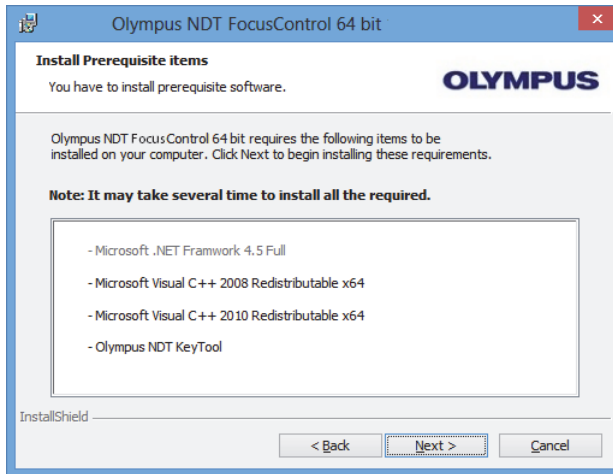 Olympus NDT FocusControl 64 bit
Install Prerequisite items
You have to install prerequisite software.
OLYMPUS
Olympus NDT FocusControl 64 bit requires the following items to be
installed on your computer. Click Next to begin installing these requirements.
Note: It may take several time to install all the required.
- Microsoft .NET Framwork 4.5 Full
- Microsoft Visual C++ 2008 Redistributable x64
- Microsoft Visual C++ 2010 Redistributable x64
- Olympus NDT KeyTool
InstallShield
< Back
Next >
Cancel